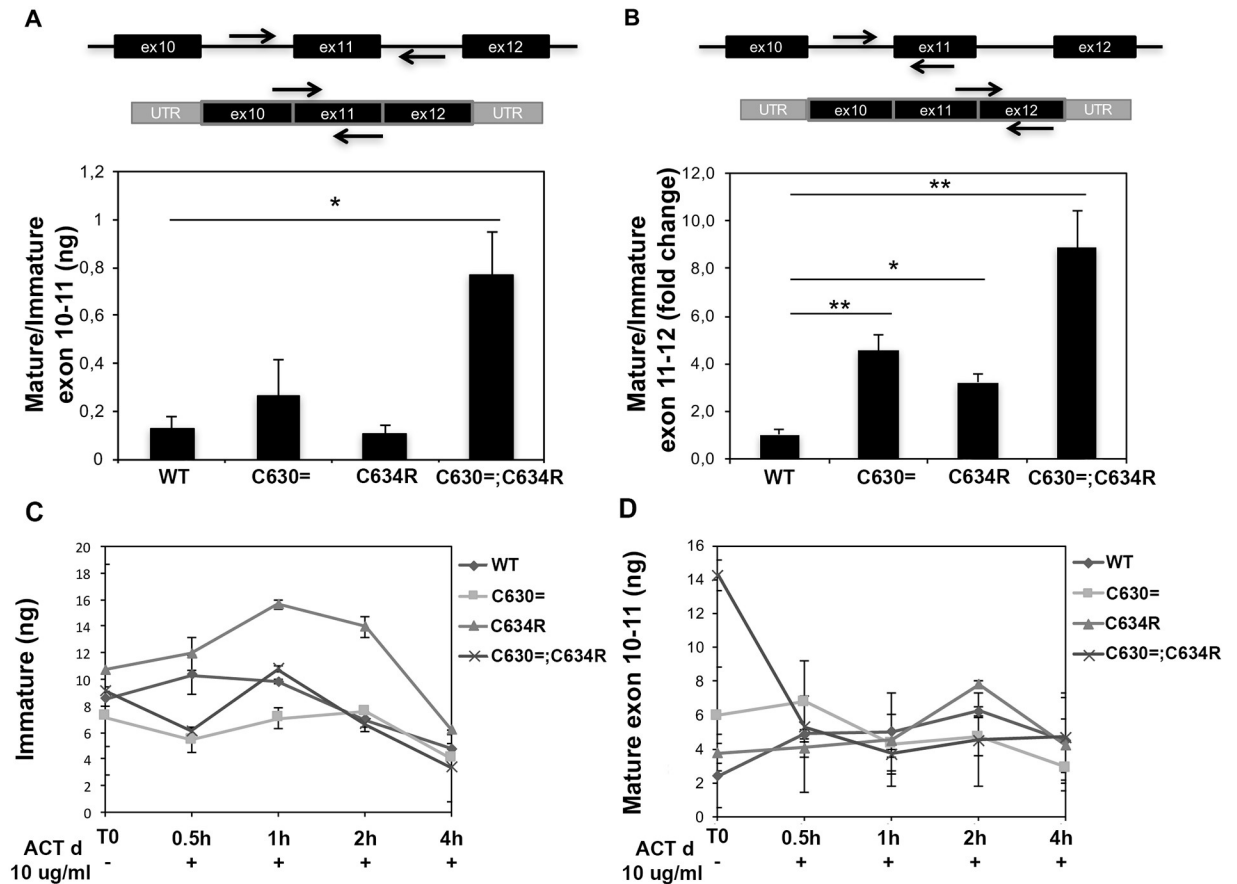 A
ex10 ex11 ex12
UTR ex10 ex11 ex12 UTR
Mature/Immature
exon 10-11 (ng)
1,2
1
0,8
0,6
0,4
0,2
0
*
WT C630= C634R C630=;C634R
B
ex10 ex11 ex12
UTR ex10 ex11 ex12 UTR
Mature/Immature
exon 11-12 (fold change)
12,0
10,0
8,0
6,0
4,0
2,0
0,0
**
*
**
WT C630= C634R C630=;C634R
C
Immature (ng)
20
18
16
14
12
10
8
6
4
2
0
WT
C630=
C634R
C630=;C634R
T0 0.5h 1h 2h 4h
ACT d
10 ug/ml - + + + +
D
Mature exon 10-11 (ng)
16
14
12
10
8
6
4
2
0
WT
C630=
C634R
C630=;C634R
T0 0.5h 1h 2h 4h
ACT d
10 ug/ml - + + + +